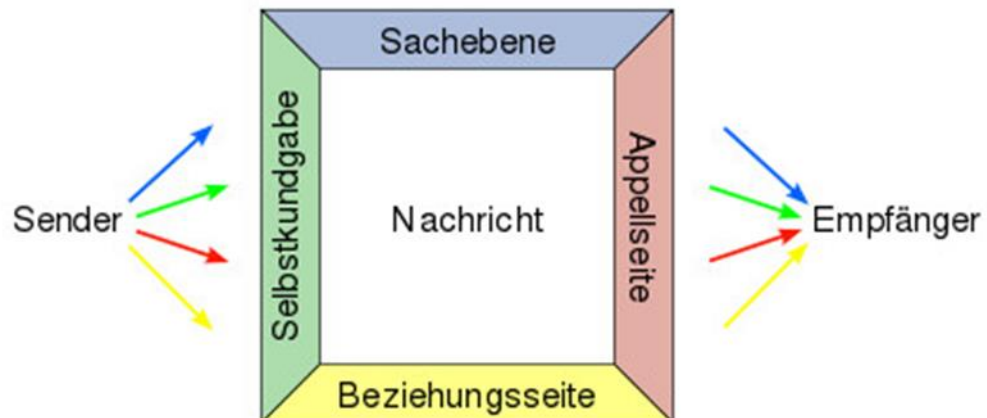 Sachebene
Selbstkundgabe
Appellseite
Sender
Nachricht
Empfänger
Beziehungsseite